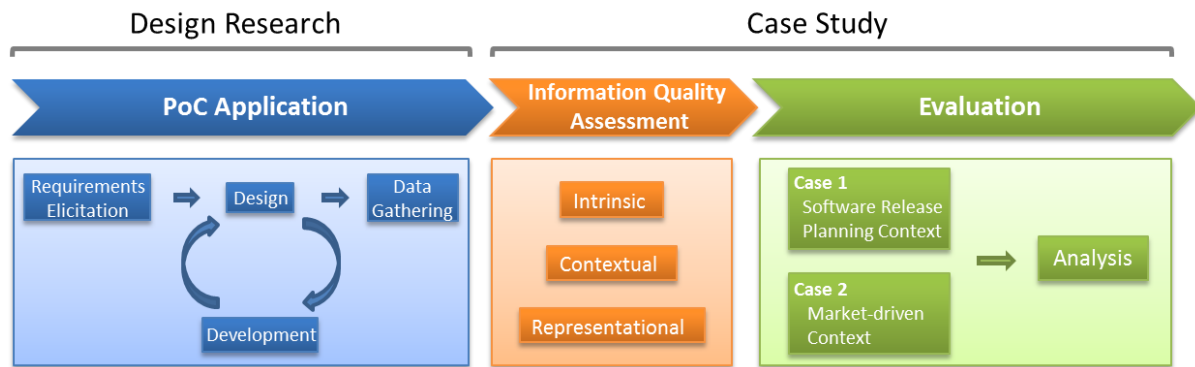 Design Research
Case Study
PoC Application
Information Quality
Assessment
Evaluation
Requirements
Elicitation
Design
Data
Gathering
Development
Intrinsic
Contextual
Representational
Case 1
Software Release
Planning Context
Case 2
Market-driven
Context
Analysis